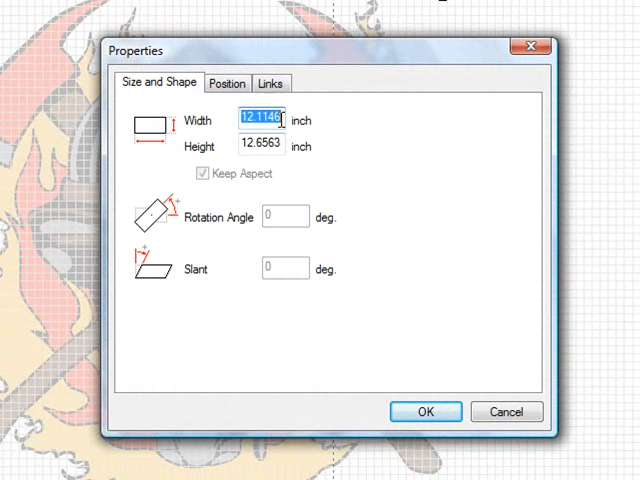 Properties
Size and Shape Position Links
Width 12.1146 inch
Height 12.6563 inch
Keep Aspect
Rotation Angle 0 deg.
Slant 0 deg.
OK Cancel